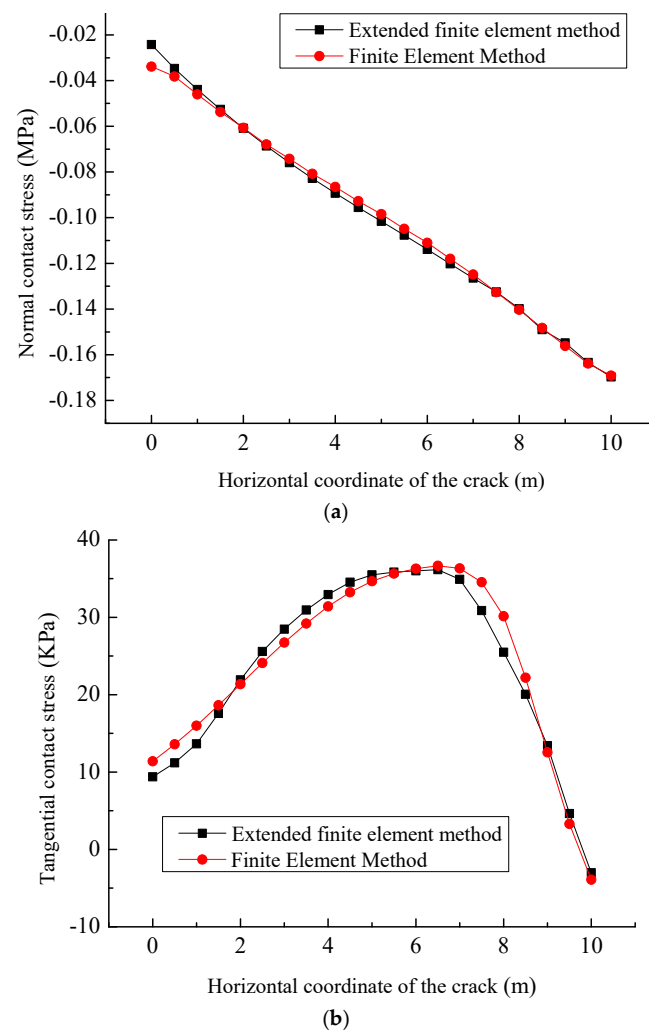 -0.02
-0.04
-0.06
-0.08
-0.10
-0.12
-0.14
-0.16
-0.18
Normal contact stress (MPa)
Extended finite element method
Finite Element Method
0 2 4 6 8 10
Horizontal coordinate of the crack (m)
(a)
40
30
20
10
0
-10
Tangential contact stress (KPa)
Extended finite element method
Finite Element Method
0 2 4 6 8 10
Horizontal coordinate of the crack (m)
(b)